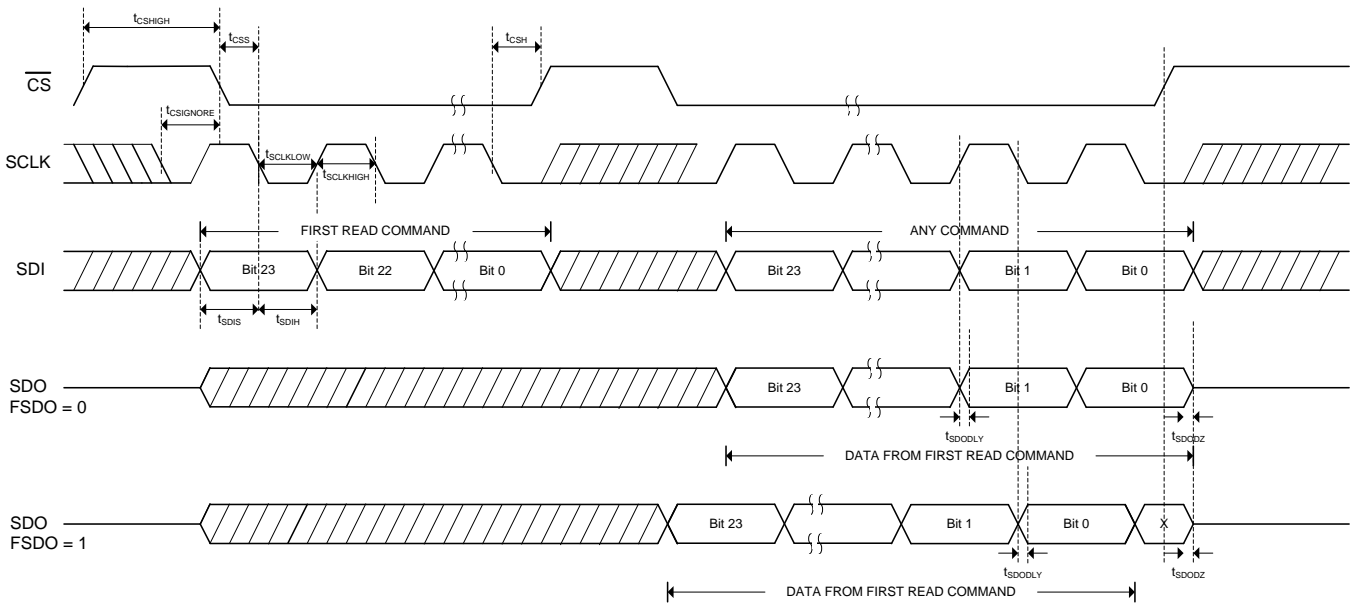 tCSHIGH
tCSS
tCSH
CS
tCSIGNORE
SCLK
tSCLKLOW
tSCLKHIGH
FIRST READ COMMAND
ANY COMMAND
SDI
Bit 23
Bit 22
Bit 0
Bit 23
Bit 1
Bit 0
tSDIS
tSDIH
SDO
FSDO = 0
Bit 23
Bit 1
Bit 0
tSDODLY
tSDODZ
DATA FROM FIRST READ COMMAND
SDO
FSDO = 1
Bit 23
Bit 1
Bit 0
X
tSDODLY
tSDODZ
DATA FROM FIRST READ COMMAND